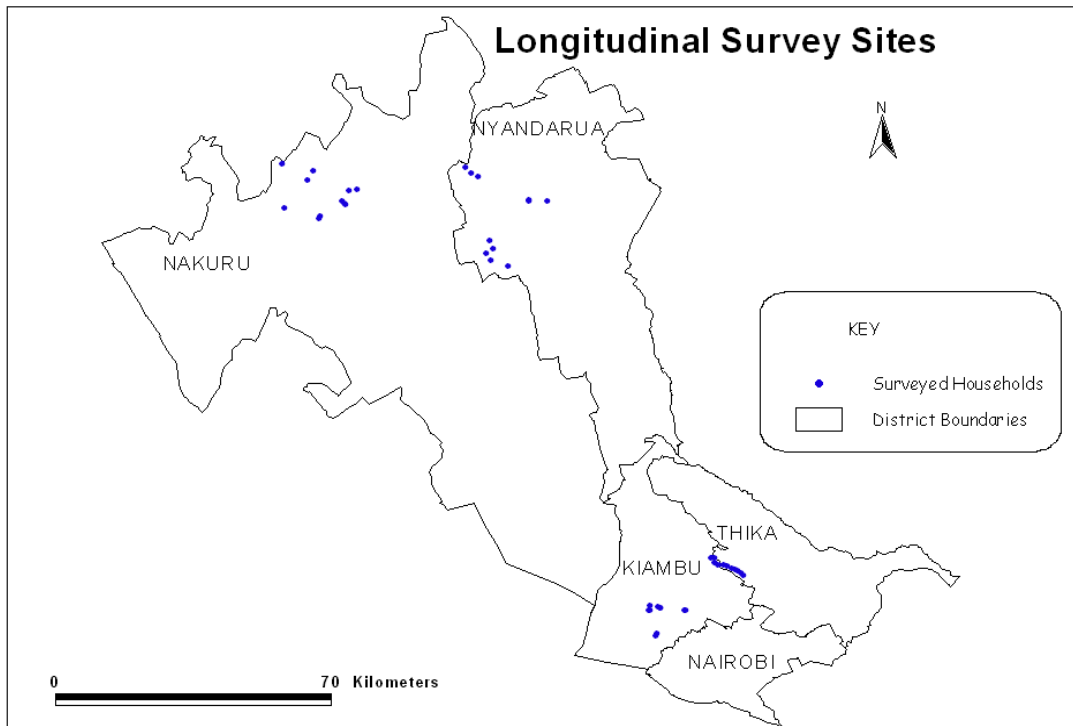 Longitudinal Survey Sites
N
NYANDARUA
NAKURU
KEY
Surveyed Households
District Boundaries
THIKA
KIAMBU
NAIROBI
0 70 Kilometers